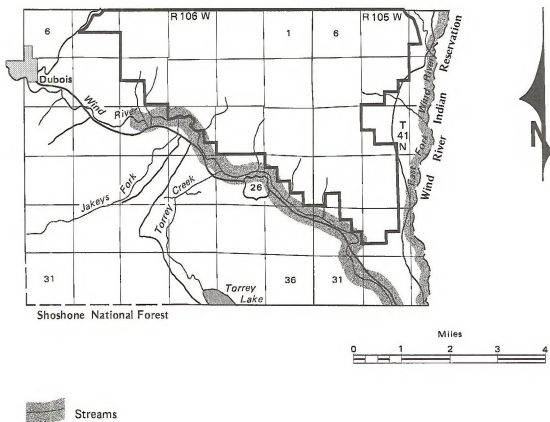 R 106 W
R 105 W
6
1
6
Dubois
Wind
River
Reservation
East Fork Wind River
Wind River Indian
T
41
N
N
Jakeys Fork
Torrey Creek
26
31
36
31
Torrey
Lake
Shoshone National Forest
Miles
0 1 2 3 4
Streams